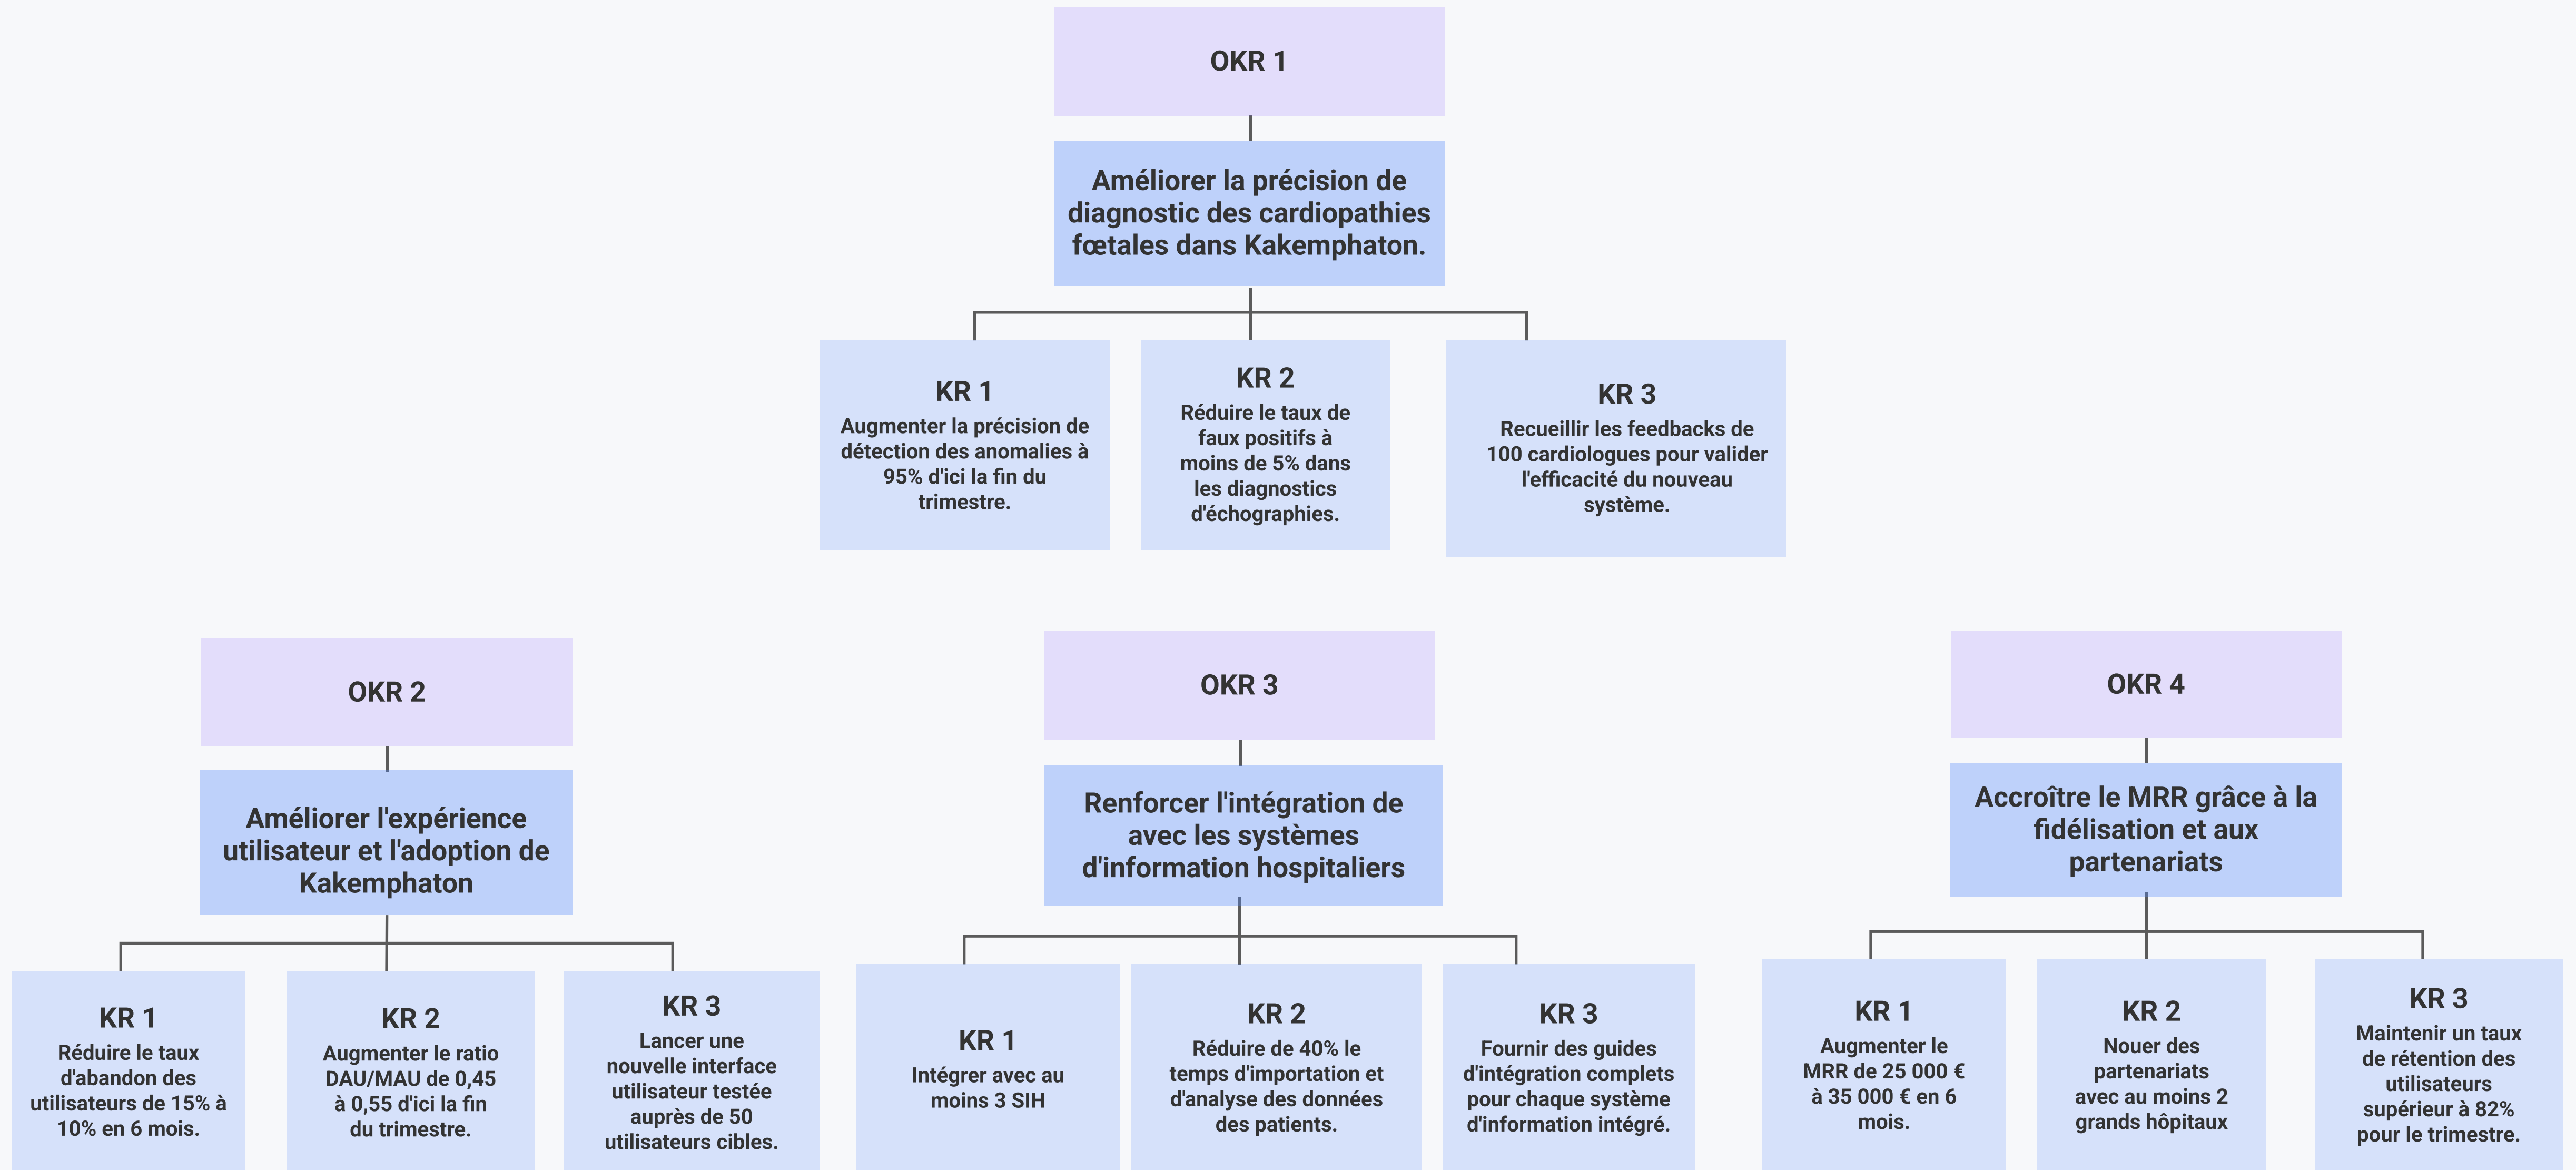 OKR 1
Améliorer la précision de
diagnostic des cardiopathies
fœtales dans Kakemphaton.
KR 1
Augmenter la précision de
détection des anomalies à
95% d'ici la fin du
trimestre.
KR 2
Réduire le taux de
faux positifs à
moins de 5% dans
les diagnostics
d'échographies.
KR 3
Recueillir les feedbacks de
100 cardiologues pour valider
l'efficacité du nouveau
système.
OKR 2
Améliorer l'expérience
utilisateur et l'adoption de
Kakemphaton
KR 1
Réduire le taux
d'abandon des
utilisateurs de 15% à
10% en 6 mois.
KR 2
Augmenter le ratio
DAU/MAU de 0,45
à 0,55 d'ici la fin
du trimestre.
KR 3
Lancer une
nouvelle interface
utilisateur testée
auprès de 50
utilisateurs cibles.
OKR 3
Renforcer l'intégration de
avec les systèmes
d'information hospitaliers
KR 1
Intégrer avec au
moins 3 SIH
KR 2
Réduire de 40% le
temps d'importation et
d'analyse des données
des patients.
KR 3
Fournir des guides
d'intégration complets
pour chaque système
d'information intégré.
OKR 4
Accroître le MRR grâce à la
fidélisation et aux
partenariats
KR 1
Augmenter le
MRR de 25 000 €
à 35 000 € en 6
mois.
KR 2
Nouer des
partenariats
avec au moins 2
grands hôpitaux
KR 3
Maintenir un taux
de rétention des
utilisateurs
supérieur à 82%
pour le trimestre.